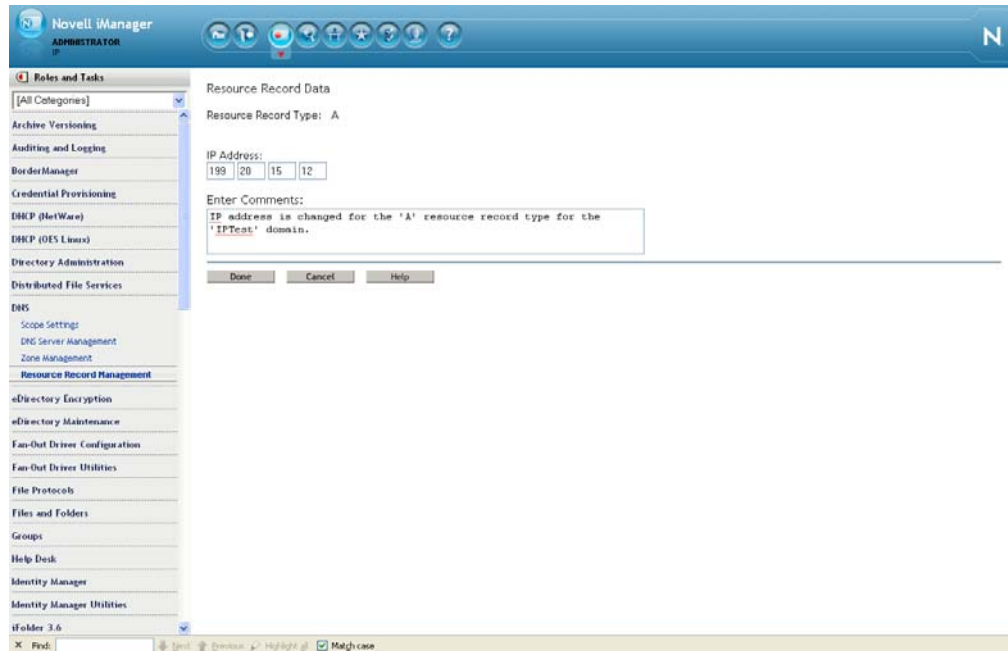 Novell iManager
ADMINISTRATOR
IP
N
Roles and Tasks
[All Categories]
Archive Versioning
Auditing and Logging
BorderManager
Credential Provisioning
DHCP (NetWare)
DHCP (OES Linux)
Directory Administration
Distributed File Services
DNS
Scope Settings
DNS Server Management
Zone Management
Resource Record Management
eDirectory Encryption
eDirectory Maintenance
Fan-Out Driver Configuration
Fan-Out Driver Utilities
File Protocols
Files and Folders
Groups
Help Desk
Identity Manager
Identity Manager Utilities
iFolder 3.6
Resource Record Data
Resource Record Type: A
IP Address:
199 20 15 12
Enter Comments:
IP address is changed for the 'A' resource record type for the
'IPTest' domain.
Done Cancel Help
X Find: Next Previous Highlight all Match case